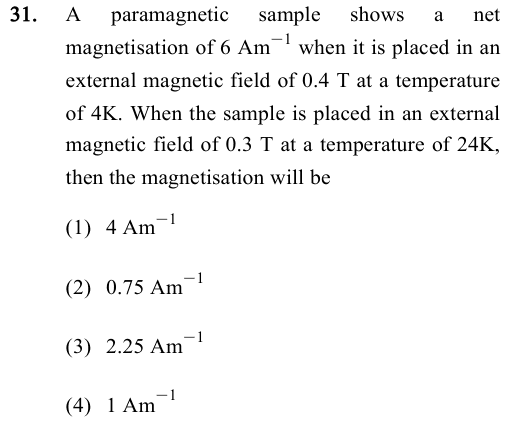 31. A paramagnetic sample shows a net
magnetisation of 6 Am⁻¹ when it is placed in an
external magnetic field of 0.4 T at a temperature
of 4K. When the sample is placed in an external
magnetic field of 0.3 T at a temperature of 24K,
then the magnetisation will be
(1) 4 Am⁻¹
(2) 0.75 Am⁻¹
(3) 2.25 Am⁻¹
(4) 1 Am⁻¹